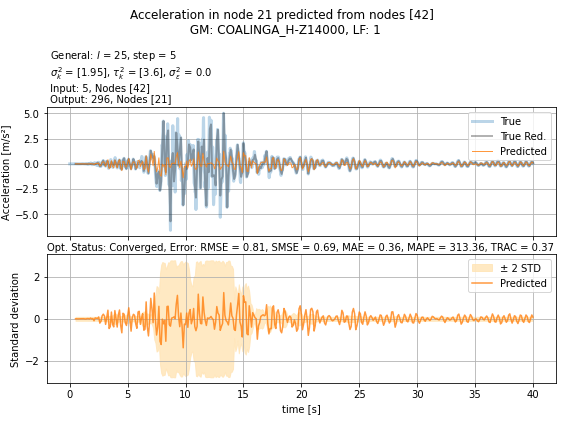 Acceleration in node 21 predicted from nodes [42]
GM: COALINGA_H-Z14000, LF: 1
General: l = 25, step = 5
σ²ₖ = [1.95], τ²ₖ = [3.6], σ²ₑ = 0.0
Input: 5, Nodes [42]
Output: 296, Nodes [21]
Acceleration [m/s²]
5.0
2.5
0.0
−2.5
−5.0
True
True Red.
Predicted
Opt. Status: Converged, Error: RMSE = 0.81, SMSE = 0.69, MAE = 0.36, MAPE = 313.36, TRAC = 0.37
Standard deviation
2
0
−2
± 2 STD
Predicted
0 5 10 15 20 25 30 35 40
time [s]